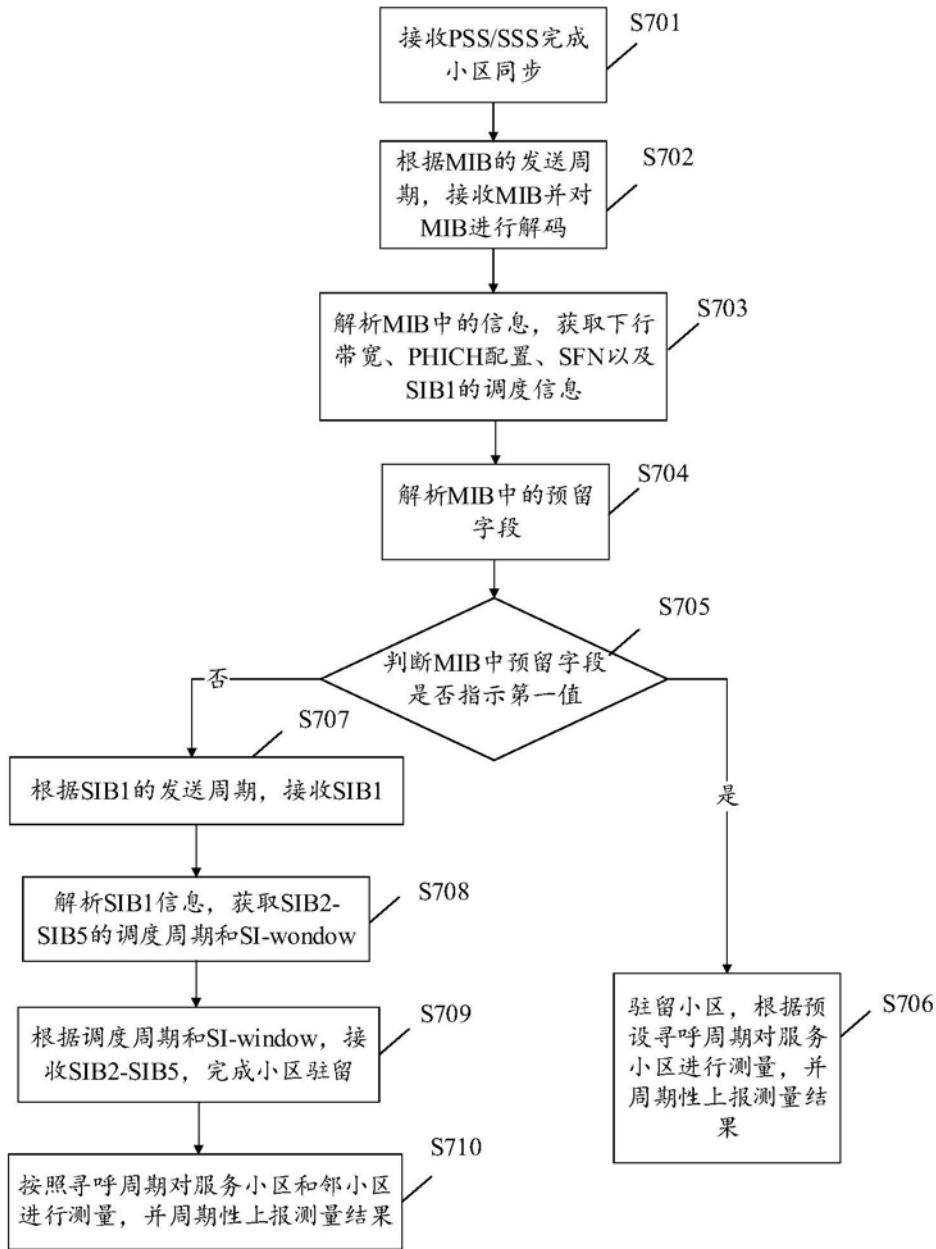 接收PSS/SSS完成
小区同步
S701
根据MIB的发送周
期，接收MIB并对
MIB进行解码
S702
解析MIB中的信息，获取下行
带宽、PHICH配置、SFN以及
SIB1的调度信息
S703
解析MIB中的预留
字段
S704
判断MIB中预留字段
是否指示第一值
S705
否
是
S707
根据SIB1的发送周期，接收SIB1
解析SIB1信息，获取SIB2-
SIB5的调度周期和SI-wondow
S708
根据调度周期和SI-window，接
收SIB2-SIB5，完成小区驻留
S709
按照寻呼周期对服务小区和邻小区
进行测量，并周期性上报测量结果
S710
驻留小区，根据预
设寻呼周期对服务
小区进行测量，并
周期性上报测量结
果
S706